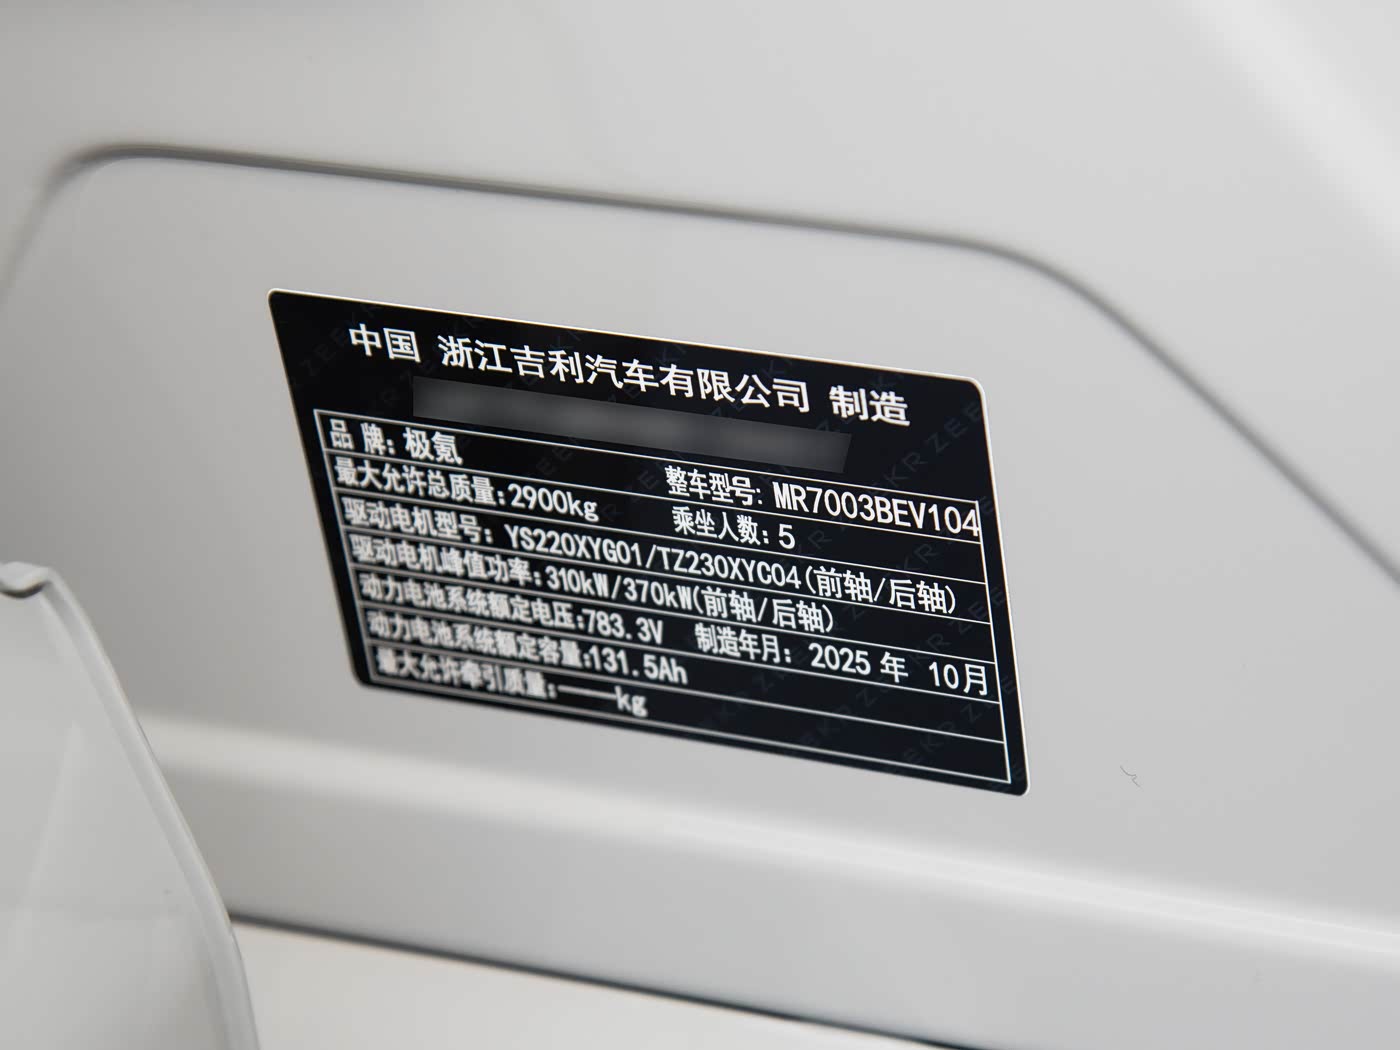 中国 浙江吉利汽车有限公司 制造
品 牌: 极氪 整车型号: MR7003BEV104
最大允许总质量:2900kg 乘坐人数: 5
驱动电机型号: YS220XYG01/TZ230XYC04(前轴/后轴)
驱动电机峰值功率:310kW/370kW(前轴/后轴)
动力电池系统额定电压:783.3V 制造年月: 2025 年 10月
动力电池系统额定容量:131.5Ah
最大允许牵引质量:——kg